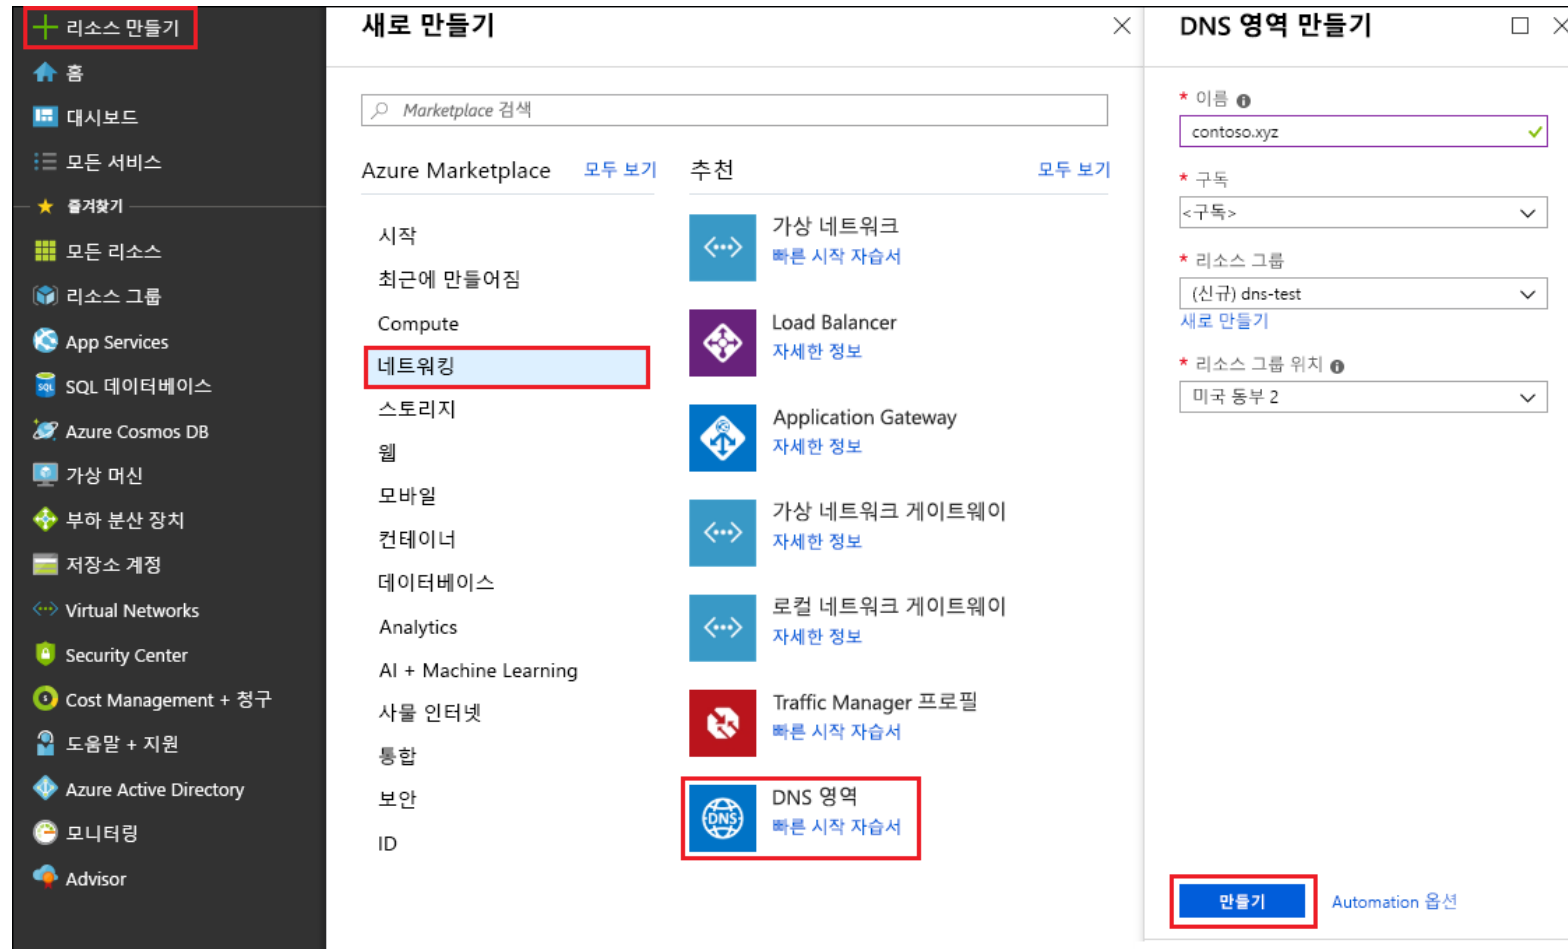 리소스 만들기
홈
대시보드
모든 서비스
즐겨찾기
모든 리소스
리소스 그룹
App Services
SQL 데이터베이스
Azure Cosmos DB
가상 머신
부하 분산 장치
저장소 계정
Virtual Networks
Security Center
Cost Management + 청구
도움말 + 지원
Azure Active Directory
모니터링
Advisor
새로 만들기
Marketplace 검색
Azure Marketplace 모두 보기
시작
최근에 만들어짐
Compute
네트워킹
스토리지
웹
모바일
컨테이너
데이터베이스
Analytics
AI + Machine Learning
사물 인터넷
통합
보안
ID
추천 모두 보기
가상 네트워크
빠른 시작 자습서
Load Balancer
자세한 정보
Application Gateway
자세한 정보
가상 네트워크 게이트웨이
자세한 정보
로컬 네트워크 게이트웨이
자세한 정보
Traffic Manager 프로필
빠른 시작 자습서
DNS
DNS 영역
빠른 시작 자습서
DNS 영역 만들기
* 이름
contoso.xyz
* 구독
<구독>
* 리소스 그룹
(신규) dns-test
새로 만들기
* 리소스 그룹 위치
미국 동부 2
만들기 Automation 옵션